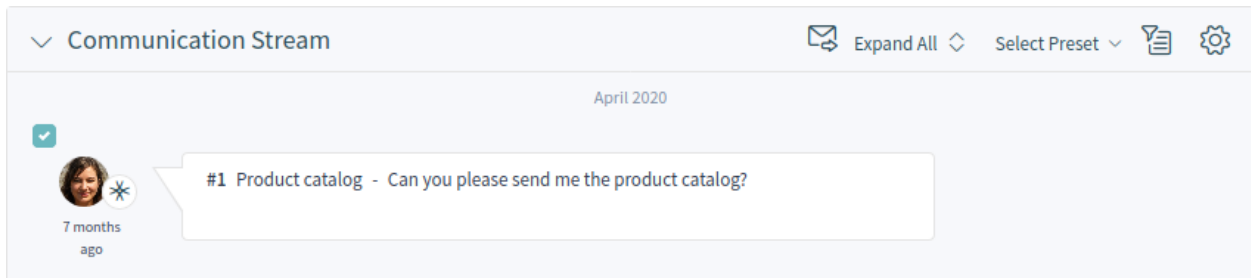 Communication Stream Expand All Select Preset
April 2020
#1 Product catalog - Can you please send me the product catalog?
7 months
ago